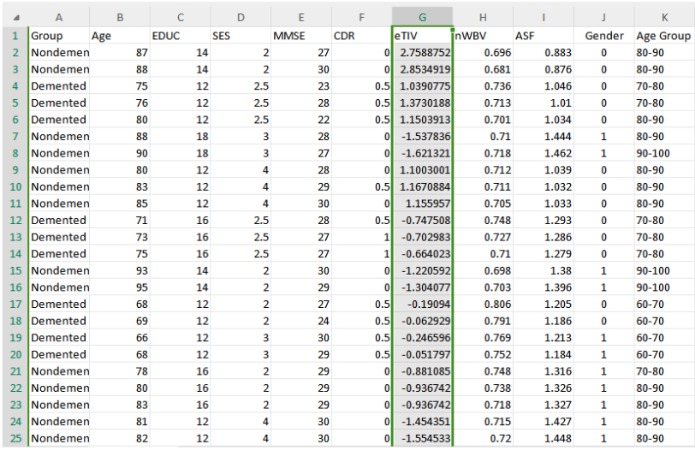 A B C D E F G H I J K
1 Group Age EDUC SES MMSE CDR eTIV nWBV ASF Gender Age Group
2 Nondemen 87 14 2 27 0 2.7588752 0.696 0.883 0 80-90
3 Nondemen 88 14 2 30 0 2.8534919 0.681 0.876 0 80-90
4 Demented 75 12 2.5 23 0.5 1.0390775 0.736 1.046 0 70-80
5 Demented 76 12 2.5 28 0.5 1.3730188 0.713 1.01 0 70-80
6 Demented 80 12 2.5 22 0.5 1.1503913 0.701 1.034 0 80-90
7 Nondemen 88 18 3 28 0 -1.537836 0.71 1.444 1 80-90
8 Nondemen 90 18 3 27 0 -1.621321 0.718 1.462 1 90-100
9 Nondemen 80 12 4 28 0 1.1003001 0.712 1.039 0 80-90
10 Nondemen 83 12 4 29 0.5 1.1670884 0.711 1.032 0 80-90
11 Nondemen 85 12 4 30 0 1.155957 0.705 1.033 0 80-90
12 Demented 71 16 2.5 28 0.5 -0.747508 0.748 1.293 0 70-80
13 Demented 73 16 2.5 27 1 -0.702983 0.727 1.286 0 70-80
14 Demented 75 16 2.5 27 1 -0.664023 0.71 1.279 0 70-80
15 Nondemen 93 14 2 30 0 -1.220592 0.698 1.38 1 90-100
16 Nondemen 95 14 2 29 0 -1.304077 0.703 1.396 1 90-100
17 Demented 68 12 2 27 0.5 -0.19094 0.806 1.205 0 60-70
18 Demented 69 12 2 24 0.5 -0.062929 0.791 1.186 0 60-70
19 Demented 66 12 3 30 0.5 -0.246596 0.769 1.213 1 60-70
20 Demented 68 12 3 29 0.5 -0.051797 0.752 1.184 1 60-70
21 Nondemen 78 16 2 29 0 -0.881085 0.748 1.316 1 70-80
22 Nondemen 80 16 2 29 0 -0.936742 0.738 1.326 1 80-90
23 Nondemen 83 16 2 29 0 -0.936742 0.718 1.327 1 80-90
24 Nondemen 81 12 4 30 0 -1.454351 0.715 1.427 1 80-90
25 Nondemen 82 12 4 30 0 -1.554533 0.72 1.448 1 80-90